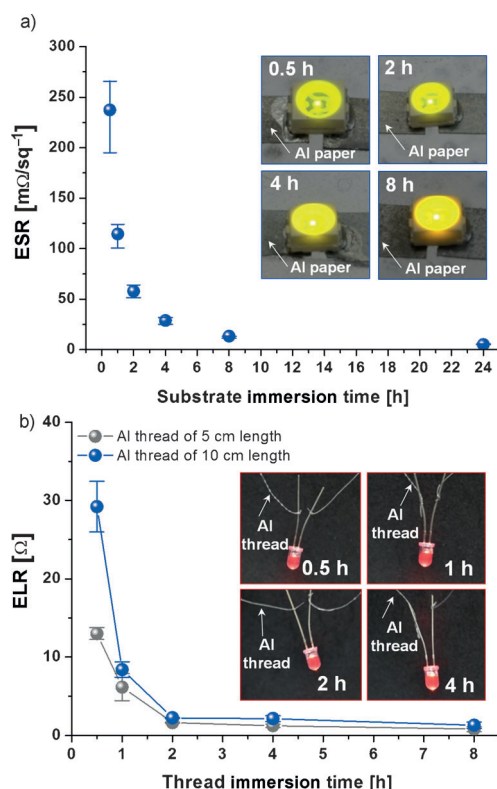 a)
300
250
200
150
100
50
0
ESR [mΩ/sq⁻¹]
0.5 h
Al paper
2 h
Al paper
4 h
Al paper
8 h
Al paper
0 2 4 6 8 10 12 14 16 18 20 22 24
Substrate immersion time [h]
b)
Al thread of 5 cm length
Al thread of 10 cm length
40
30
20
10
0
ELR [Ω]
Al
thread
0.5 h
Al
thread
1 h
Al
thread
2 h
Al
thread
4 h
1 2 3 4 5 6 7 8
Thread immersion time [h]